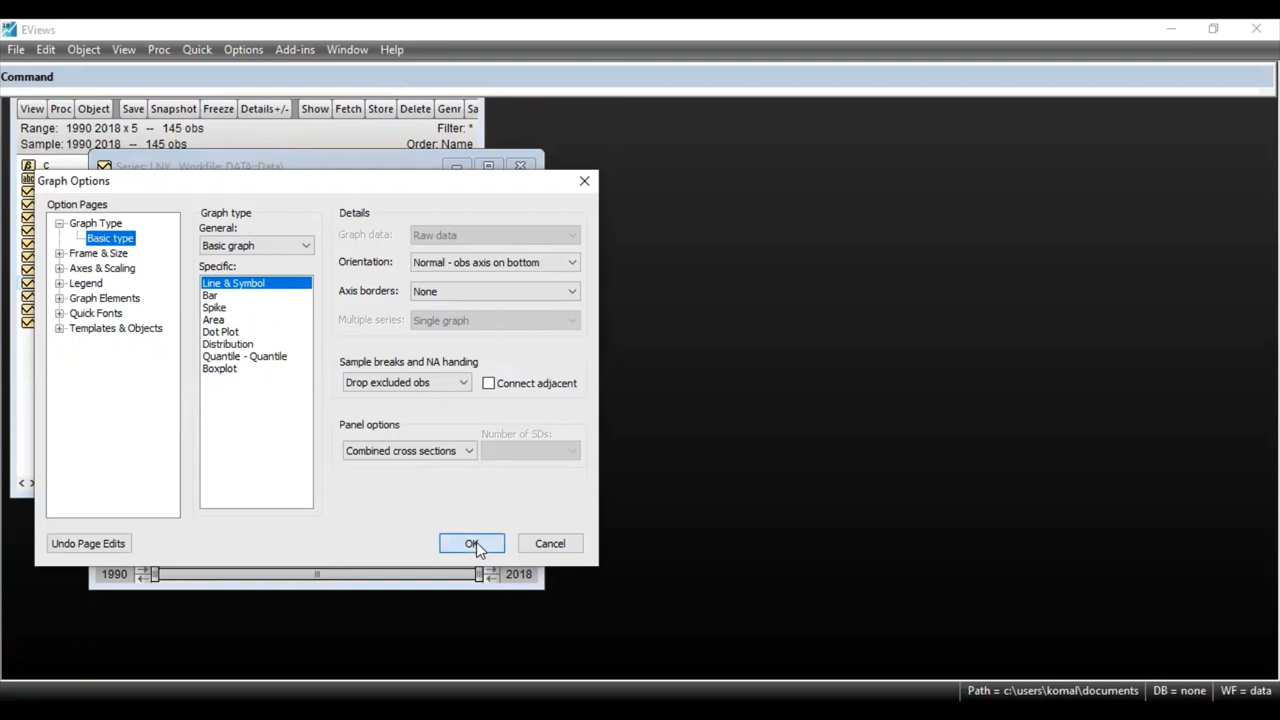 EViews
File Edit Object View Proc Quick Options Add-ins Window Help
Command
View Proc Object Save Snapshot Freeze Details+/- Show Fetch Store Delete Genr Sa
Range: 1990 2018 x 5 -- 145 obs Filter: *
Sample: 1990 2018 -- 145 obs Order: Name
c
Series: LNX Workfile: DATA::Data\
Graph Options
Option Pages
Graph Type
Basic type
Frame & Size
Axes & Scaling
Legend
Graph Elements
Quick Fonts
Templates & Objects
Graph type
General:
Basic graph
Specific:
Line & Symbol
Bar
Spike
Area
Dot Plot
Distribution
Quantile - Quantile
Boxplot
Details
Graph data: Raw data
Orientation: Normal - obs axis on bottom
Axis borders: None
Multiple series: Single graph
Sample breaks and NA handing
Drop excluded obs Connect adjacent
Panel options
Number of SDs:
Combined cross sections
Undo Page Edits OK Cancel
1990 2018
Path = c:\users\komal\documents DB = none WF = data